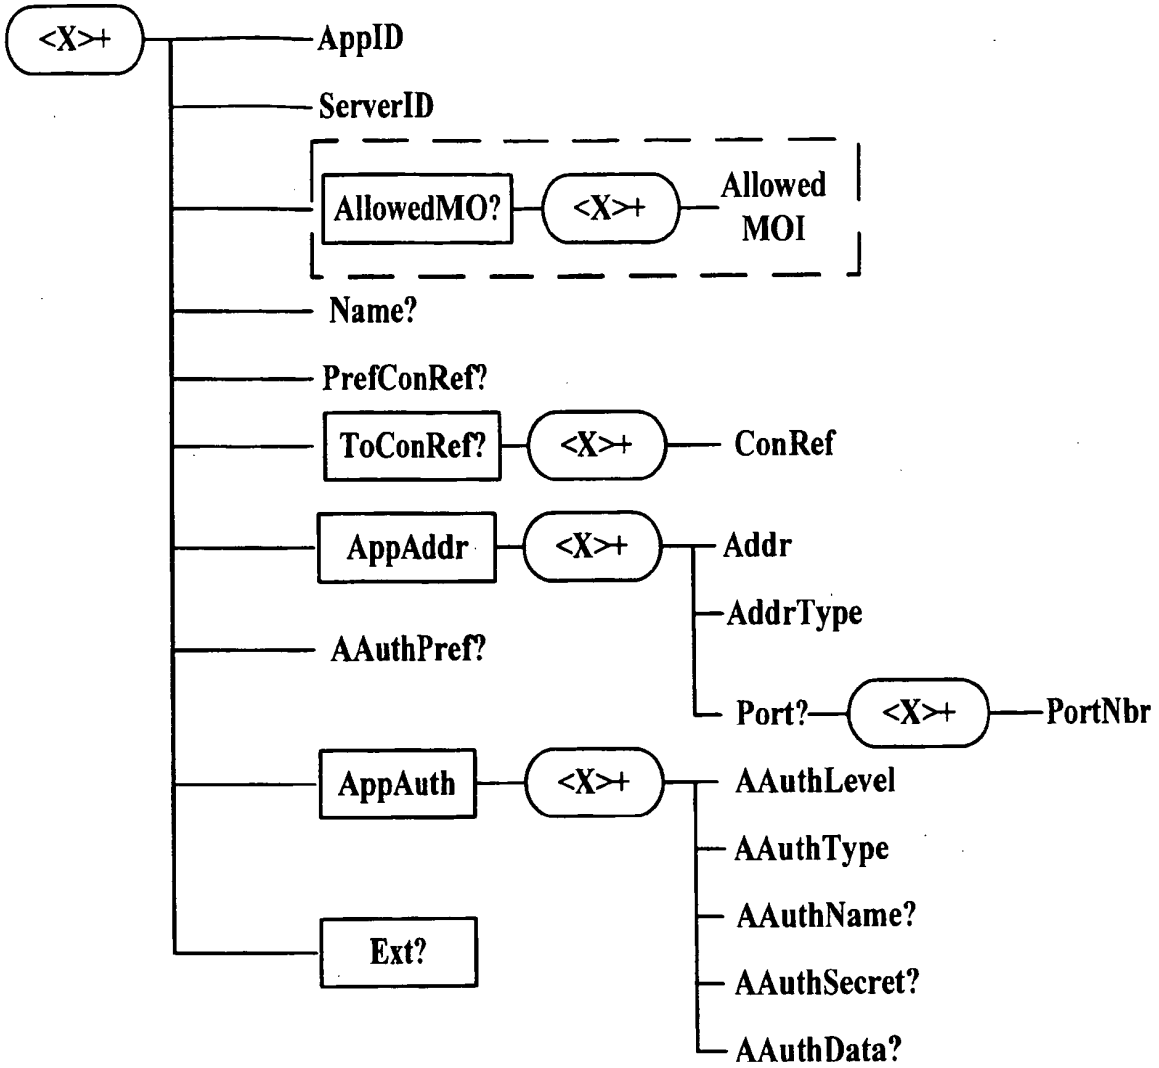 <X>+
AppID
ServerID
AllowedMO?
<X>+
Allowed
MOI
Name?
PrefConRef?
ToConRef?
<X>+
ConRef
AppAddr
<X>+
Addr
AddrType
AAuthPref?
Port?
<X>+
PortNbr
AppAuth
<X>+
AAuthLevel
AAuthType
AAuthName?
Ext?
AAuthSecret?
AAuthData?